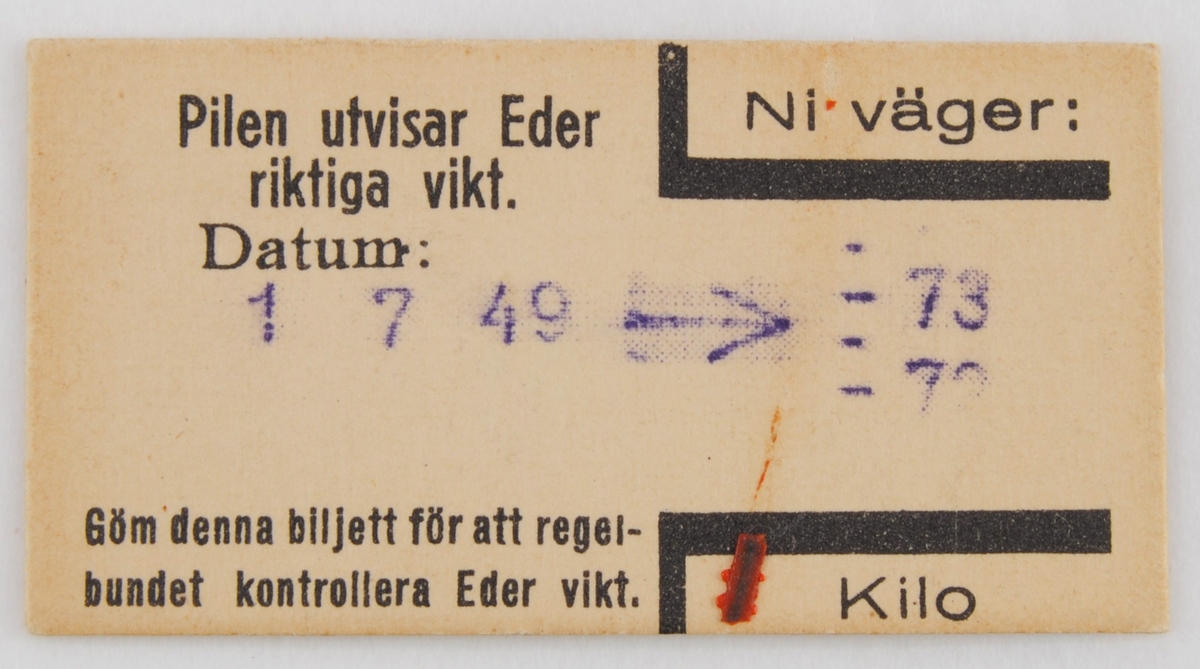 Pilen utvisar Eder
riktiga vikt.
Datum:
1 7 49
Ni väger:
73
72
Göm denna biljett för att regel-
bundet kontrollera Eder vikt.
Kilo